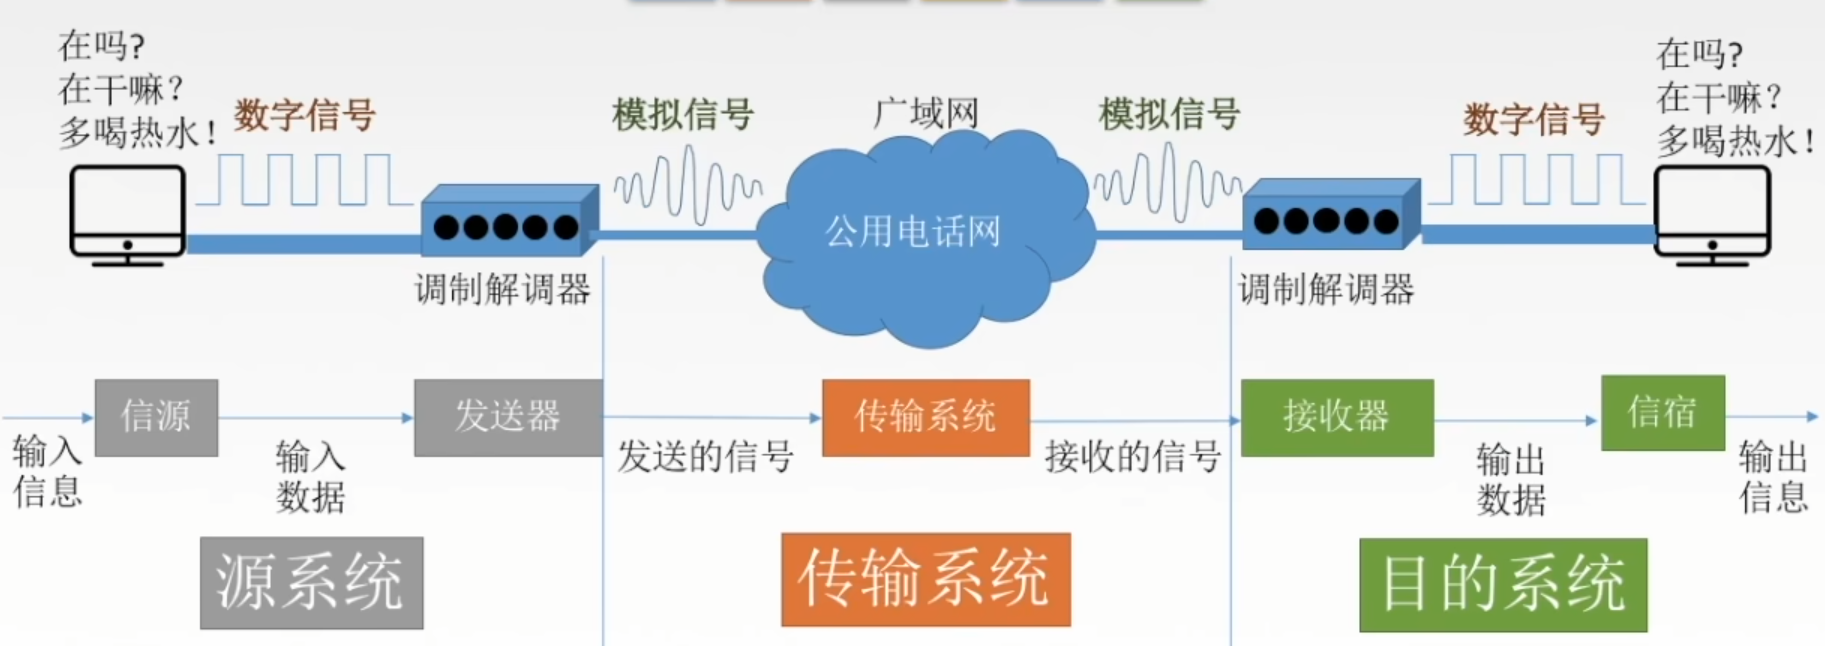 在吗?
在干嘛？
多喝热水！
数字信号
模拟信号
广域网
模拟信号
数字信号
在吗?
在干嘛？
多喝热水！
公用电话网
调制解调器
调制解调器
信源
发送器
传输系统
接收器
信宿
输入
信息
输入
数据
发送的信号
接收的信号
输出
数据
输出
信息
源系统
传输系统
目的系统